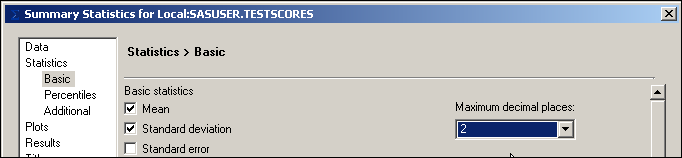 Summary Statistics for Local:SASUSER.TESTSCORES
Data
Statistics
Basic
Percentiles
Additional
Plots
Results
Statistics > Basic
Basic statistics
Mean
Standard deviation
Standard error
Maximum decimal places:
2